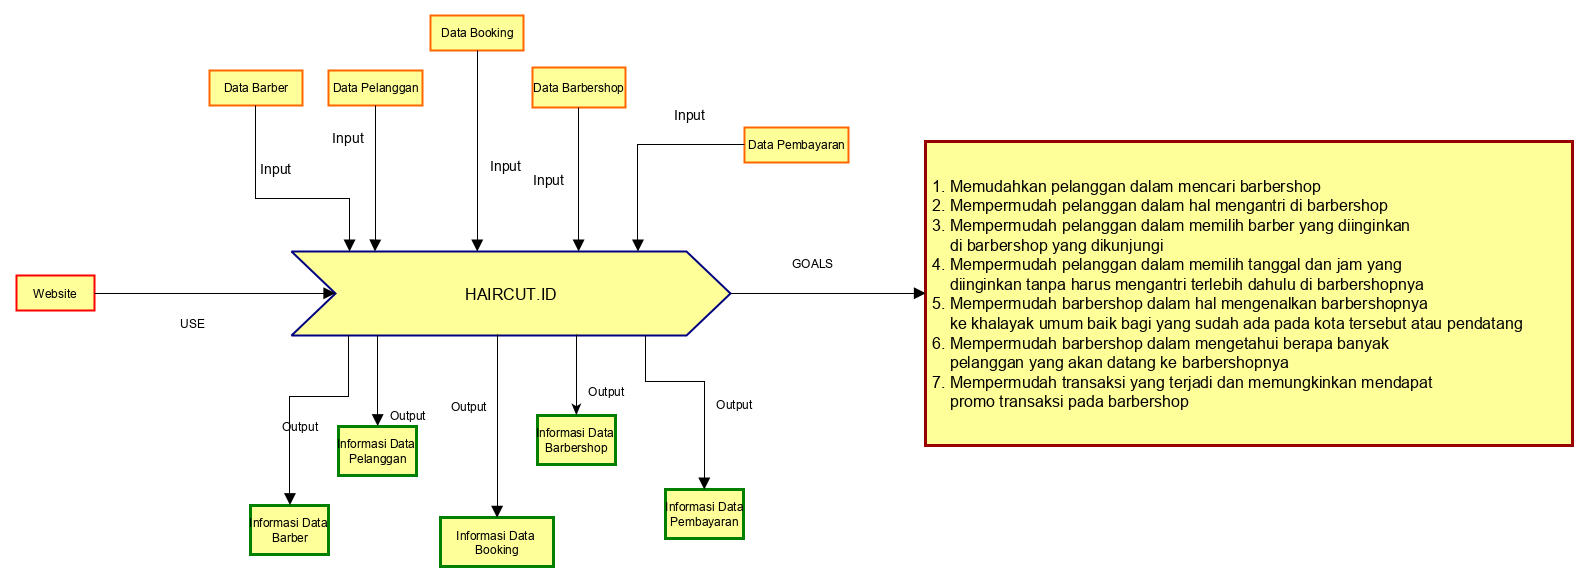 Data Booking
Data Barber
Data Pelanggan
Data Barbershop
Input
Input
Data Pembayaran
Input
Input
Input
Website
USE
HAIRCUT.ID
GOALS
1. Memudahkan pelanggan dalam mencari barbershop
2. Mempermudah pelanggan dalam hal mengantri di barbershop
3. Mempermudah pelanggan dalam memilih barber yang diinginkan
di barbershop yang dikunjungi
4. Mempermudah pelanggan dalam memilih tanggal dan jam yang
diinginkan tanpa harus mengantri terlebih dahulu di barbershopnya
5. Mempermudah barbershop dalam hal mengenalkan barbershopnya
ke khalayak umum baik bagi yang sudah ada pada kota tersebut atau pendatang
6. Mempermudah barbershop dalam mengetahui berapa banyak
pelanggan yang akan datang ke barbershopnya
7. Mempermudah transaksi yang terjadi dan memungkinkan mendapat
promo transaksi pada barbershop
Output
Output
Output
Output
Output
Informasi Data
Pelanggan
Informasi Data
Barbershop
Informasi Data
Barber
Informasi Data
Booking
Informasi Data
Pembayaran